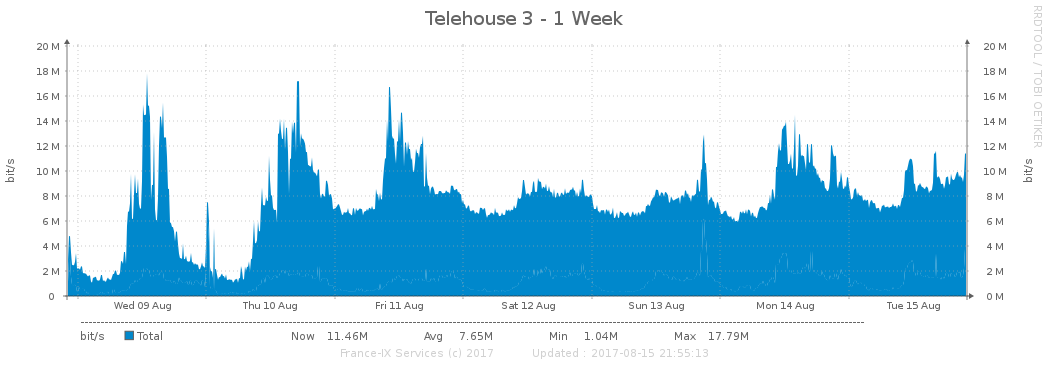 Telehouse 3 - 1 Week
RRDTOOL / TOBI OETIKER
20 M 20 M
18 M 18 M
16 M 16 M
14 M 14 M
12 M 12 M
10 M 10 M
8 M 8 M
6 M 6 M
4 M 4 M
2 M 2 M
0 0 M
bit/s
bit/s
Wed 09 Aug Thu 10 Aug Fri 11 Aug Sat 12 Aug Sun 13 Aug Mon 14 Aug Tue 15 Aug
bit/s Total Now 11.46M Avg 7.65M Min 1.04M Max 17.79M
France-IX Services (c) 2017 Updated : 2017-08-15 21:55:13